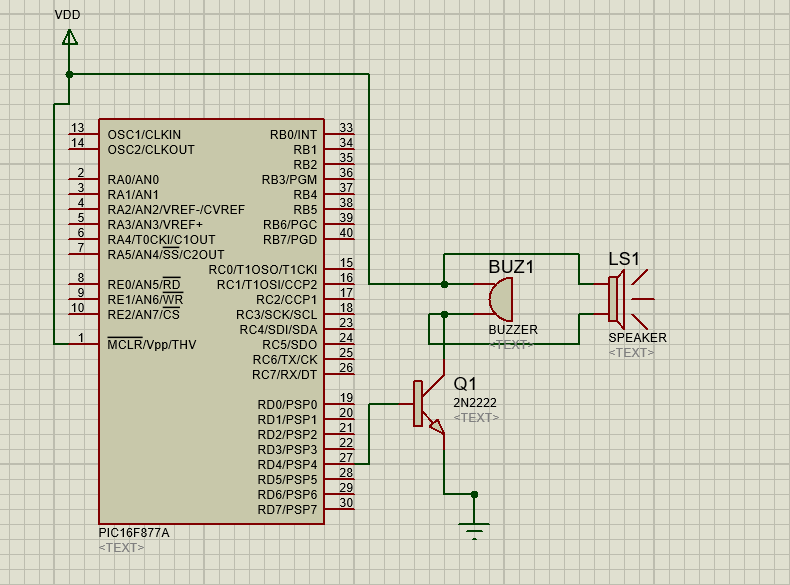 VDD
13 OSC1/CLKIN
14 OSC2/CLKOUT
2 RA0/AN0
3 RA1/AN1
4 RA2/AN2/VREF-/CVREF
5 RA3/AN3/VREF+
6 RA4/T0CKI/C1OUT
7 RA5/AN4/SS/C2OUT
8 RE0/AN5/RD
9 RE1/AN6/WR
10 RE2/AN7/CS
1 MCLR/Vpp/THV
RB0/INT 33
RB1 34
RB2 35
RB3/PGM 36
RB4 37
RB5 38
RB6/PGC 39
RB7/PGD 40
RC0/T1OSO/T1CKI 15
RC1/T1OSI/CCP2 16
RC2/CCP1 17
RC3/SCK/SCL 18
RC4/SDI/SDA 23
RC5/SDO 24
RC6/TX/CK 25
RC7/RX/DT 26
RD0/PSP0 19
RD1/PSP1 20
RD2/PSP2 21
RD3/PSP3 22
RD4/PSP4 27
RD5/PSP5 28
RD6/PSP6 29
RD7/PSP7 30
PIC16F877A
<TEXT>
BUZ1
BUZZER
<TEXT>
LS1
SPEAKER
<TEXT>
Q1
2N2222
<TEXT>